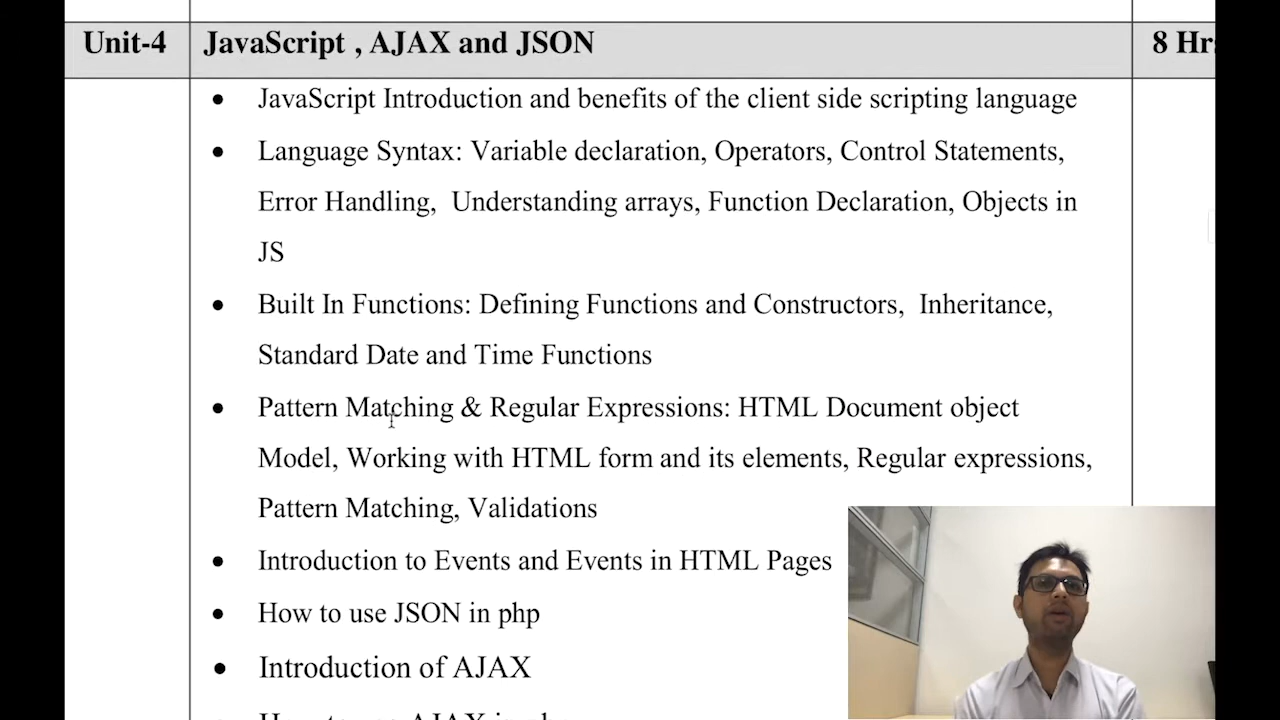 Unit-4 JavaScript , AJAX and JSON 8 Hr
• JavaScript Introduction and benefits of the client side scripting language
• Language Syntax: Variable declaration, Operators, Control Statements,
Error Handling, Understanding arrays, Function Declaration, Objects in
JS
• Built In Functions: Defining Functions and Constructors, Inheritance,
Standard Date and Time Functions
• Pattern Matching & Regular Expressions: HTML Document object
Model, Working with HTML form and its elements, Regular expressions,
Pattern Matching, Validations
• Introduction to Events and Events in HTML Pages
• How to use JSON in php
• Introduction of AJAX